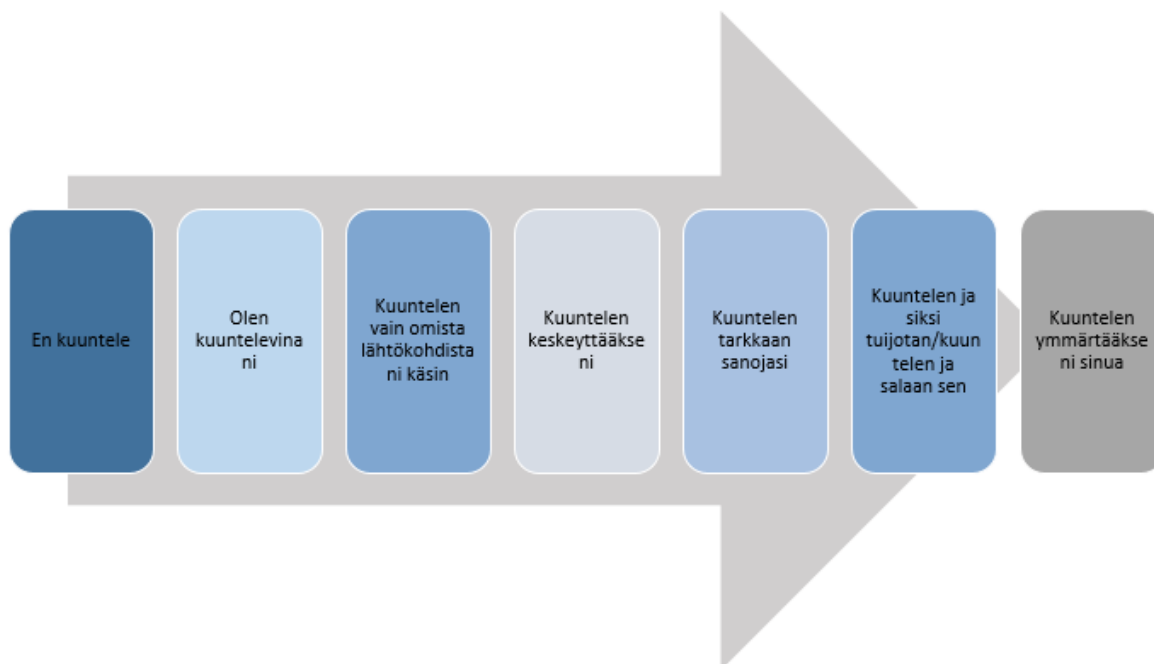 En kuuntele
Olen
kuuntelevina
ni
Kuuntelen
vain omista
lähtökohdista
ni käsin
Kuuntelen
keskeyttääkse
ni
Kuuntelen
tarkkaan
sanojasi
Kuuntelen ja
siksi
tuijotan/kuun
telen ja
salaan sen
Kuuntelen
ymmärtääkse
ni sinua